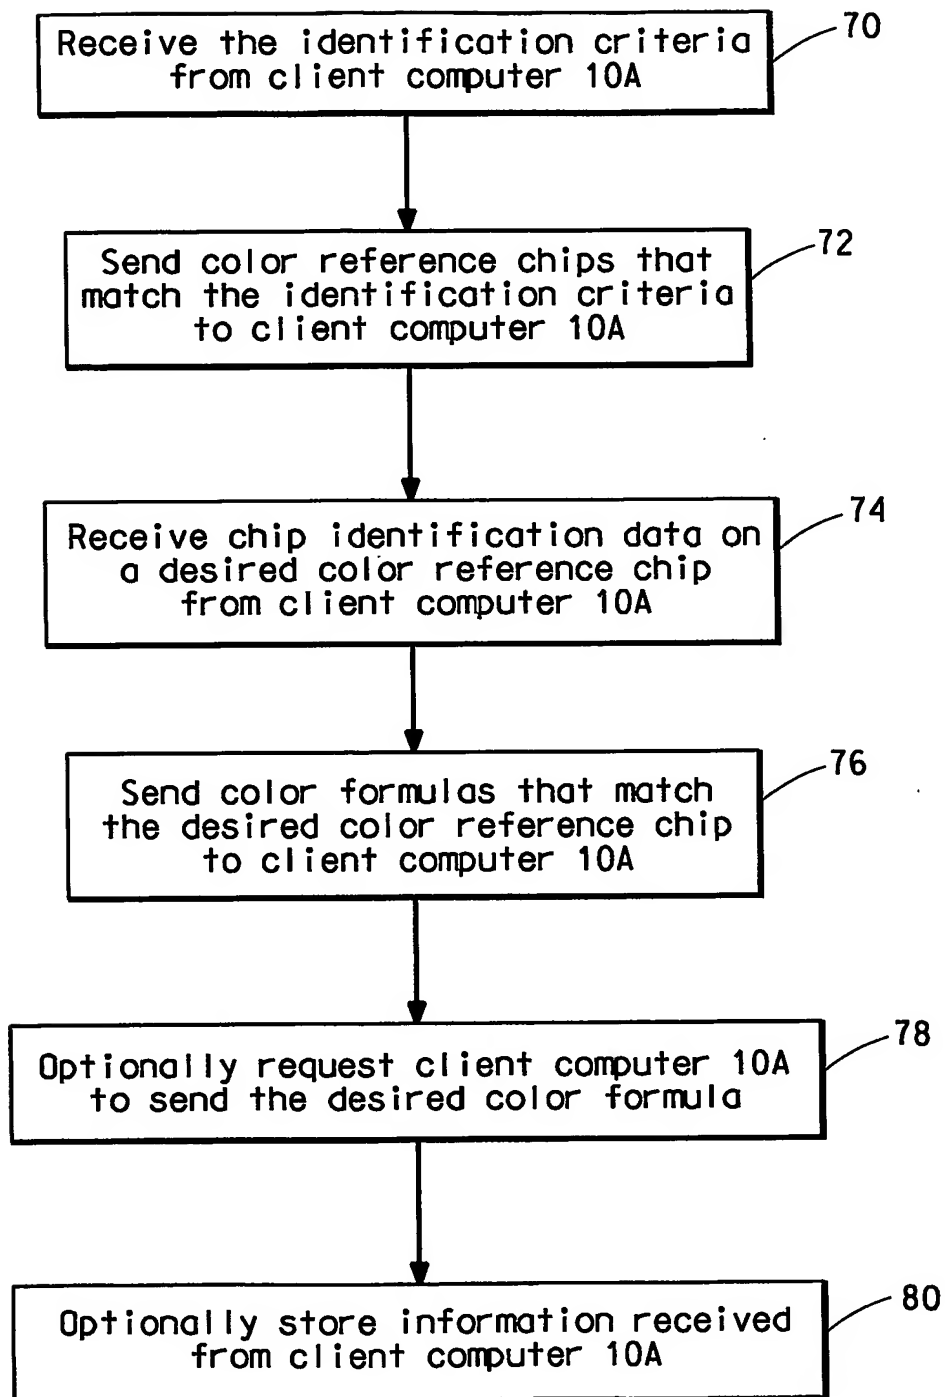 Receive the identification criteria
from client computer 10A
70
Send color reference chips that
match the identification criteria
to client computer 10A
72
Receive chip identification data on
a desired color reference chip
from client computer 10A
74
Send color formulas that match
the desired color reference chip
to client computer 10A
76
Optionally request client computer 10A
to send the desired color formula
78
Optionally store information received
from client computer 10A
80